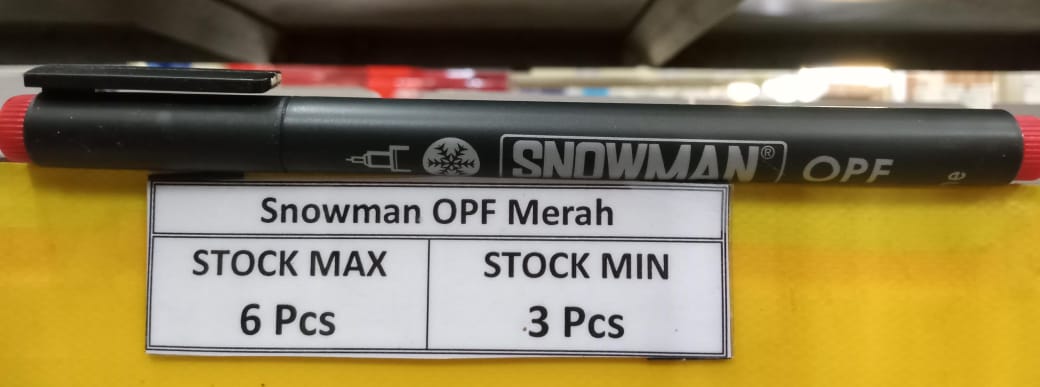 SNOWMAN® OPF
Snowman OPF Merah
STOCK MAX
STOCK MIN
6 Pcs
3 Pcs